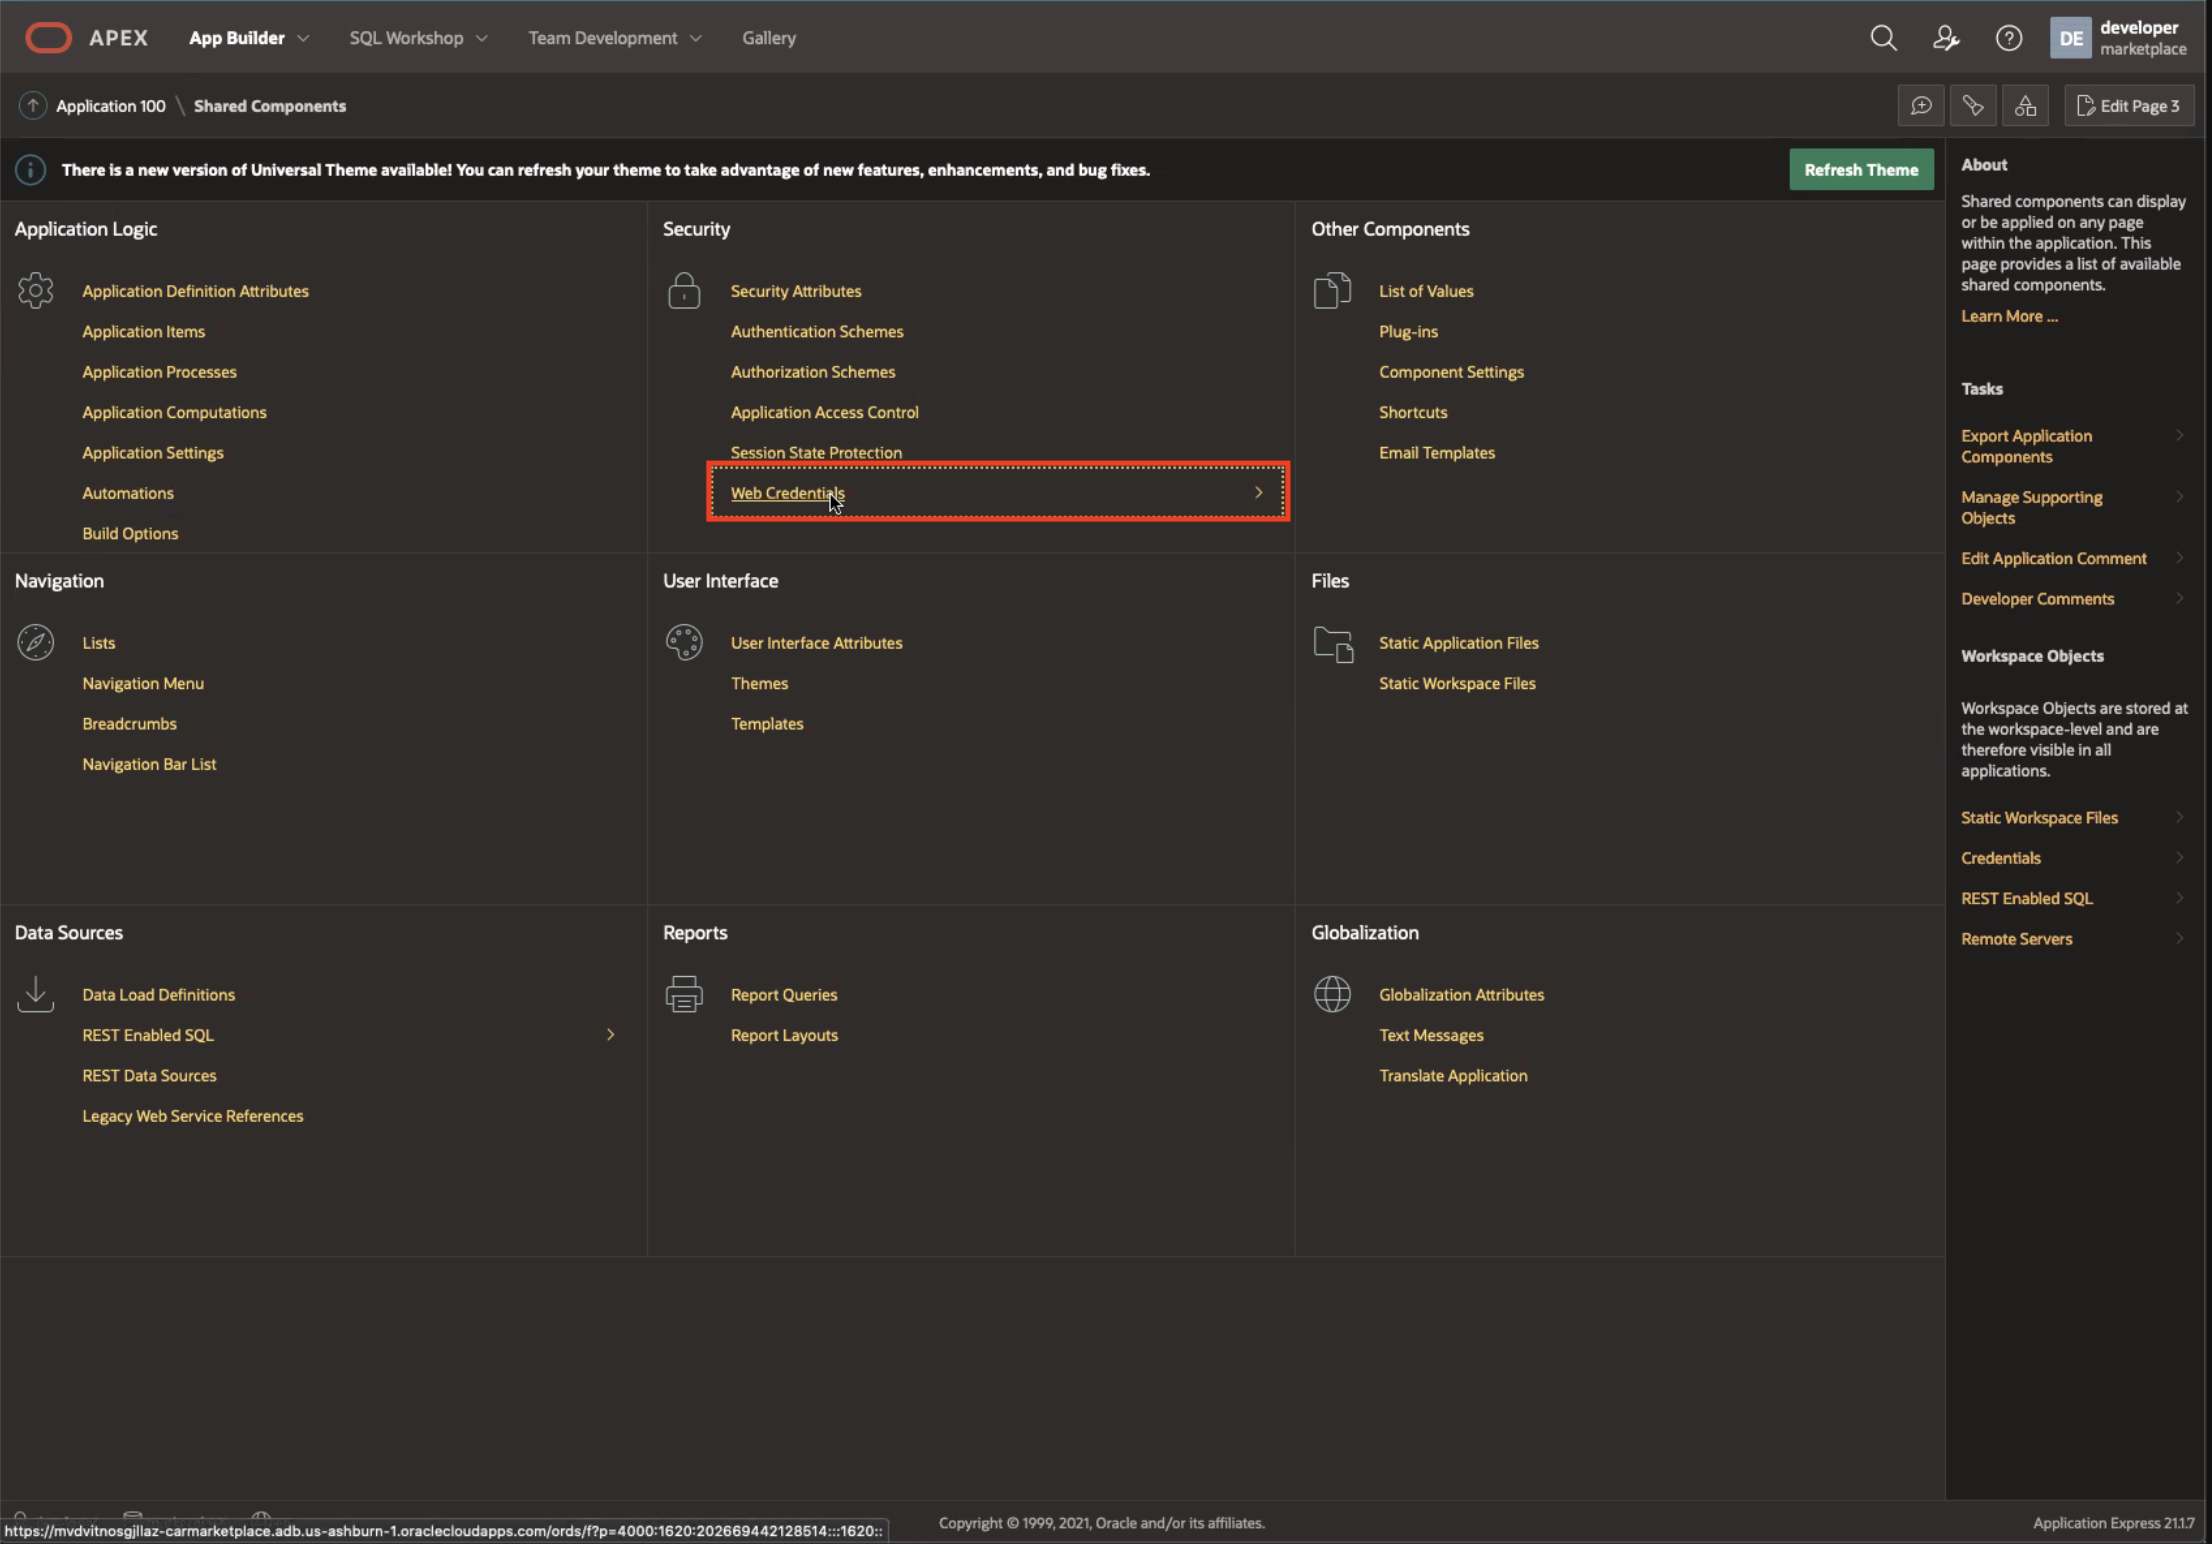 APEX
App Builder
SQL Workshop
Team Development
Gallery
DE
developer
marketplace
Application 100 \ Shared Components
Edit Page 3
There is a new version of Universal Theme available! You can refresh your theme to take advantage of new features, enhancements, and bug fixes.
Refresh Theme
Application Logic
Application Definition Attributes
Application Items
Application Processes
Application Computations
Application Settings
Automations
Build Options
Security
Security Attributes
Authentication Schemes
Authorization Schemes
Application Access Control
Session State Protection
Web Credentials
Other Components
List of Values
Plug-ins
Component Settings
Shortcuts
Email Templates
Navigation
Lists
Navigation Menu
Breadcrumbs
Navigation Bar List
User Interface
User Interface Attributes
Themes
Templates
Files
Static Application Files
Static Workspace Files
Data Sources
Data Load Definitions
REST Enabled SQL
REST Data Sources
Legacy Web Service References
Reports
Report Queries
Report Layouts
Globalization
Globalization Attributes
Text Messages
Translate Application
About
Shared components can display
or be applied on any page
within the application. This
page provides a list of available
shared components.
Learn More ...
Tasks
Export Application
Components
Manage Supporting
Objects
Edit Application Comment
Developer Comments
Workspace Objects
Workspace Objects are stored at
the workspace-level and are
therefore visible in all
applications.
Static Workspace Files
Credentials
REST Enabled SQL
Remote Servers
https://mvdvitnosgjllaz-carmarketplace.adb.us-ashburn-1.oraclecloudapps.com/ords/f?p=4000:1620:202669442128514:::1620::
Copyright © 1999, 2021, Oracle and/or its affiliates.
Application Express 21.1.7